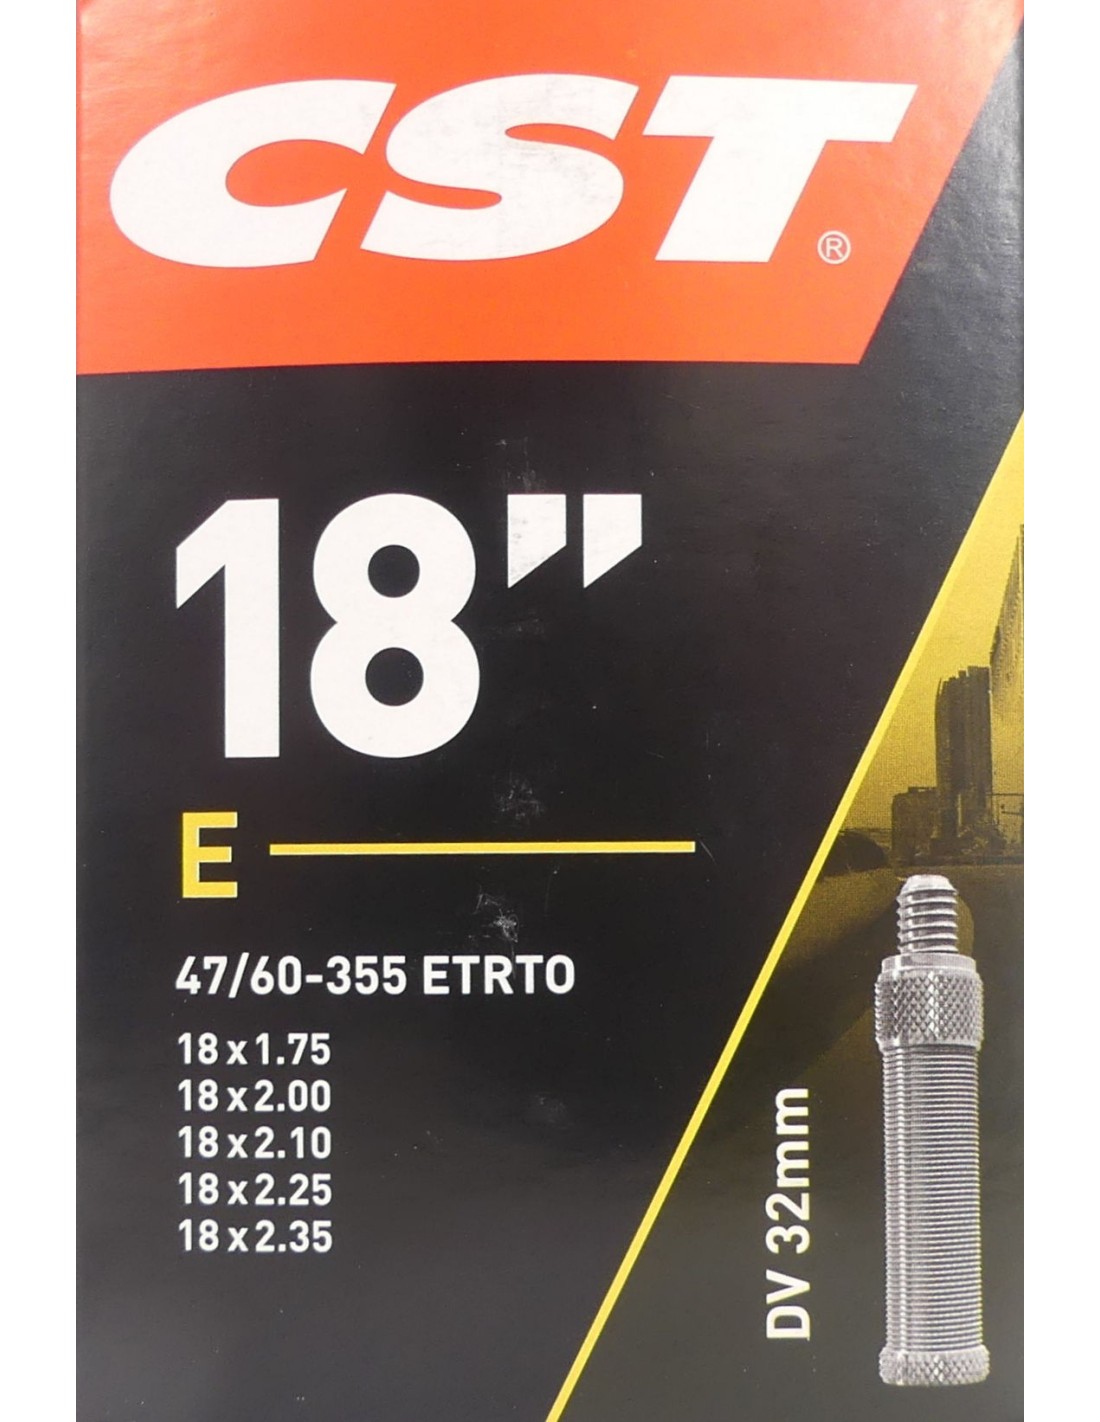 CST®
18”
E
47/60-355 ETRTO
18 x 1.75
18 x 2.00
18 x 2.10
18 x 2.25
18 x 2.35
DV 32mm